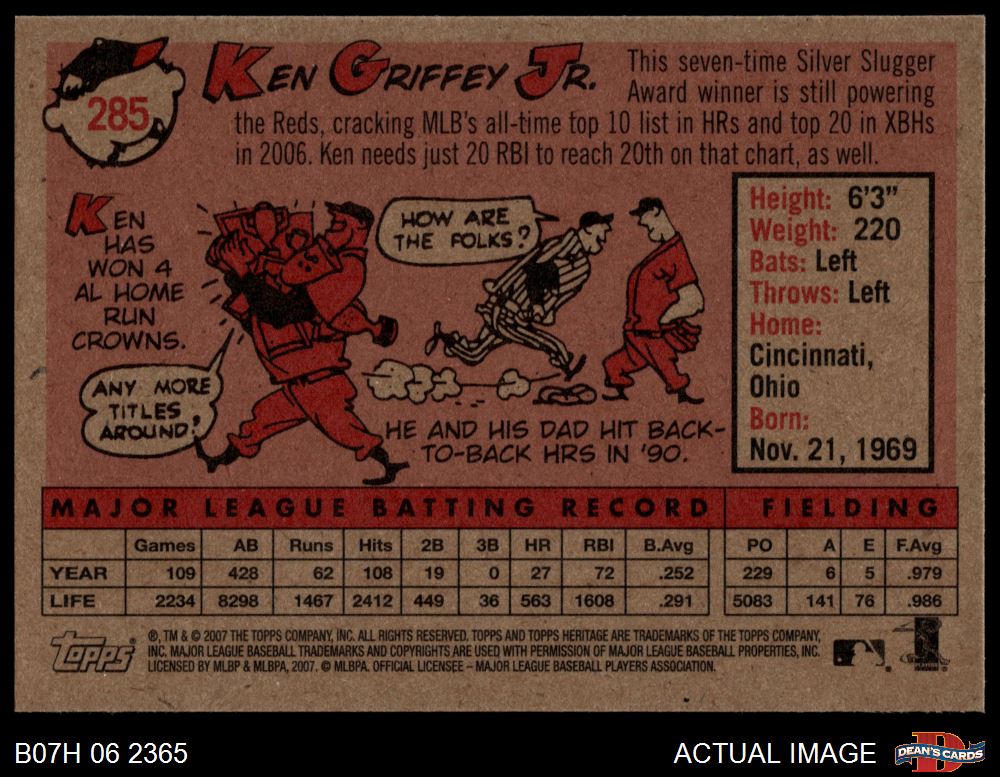 285
KEN GRIFFEY JR.
This seven-time Silver Slugger
Award winner is still powering
the Reds, cracking MLB's all-time top 10 list in HRs and top 20 in XBHs
in 2006. Ken needs just 20 RBI to reach 20th on that chart, as well.
KEN
HAS
WON 4
AL HOME
RUN
CROWNS.
ANY MORE
TITLES
AROUND?
HOW ARE
THE FOLKS?
HE AND HIS DAD HIT BACK-
TO-BACK HRS IN '90.
Height: 6'3"
Weight: 220
Bats: Left
Throws: Left
Home:
Cincinnati,
Ohio
Born:
Nov. 21, 1969
MAJOR LEAGUE BATTING RECORD FIELDING
Games AB Runs Hits 2B 3B HR RBI B.Avg PO A E F.Avg
YEAR 109 428 62 108 19 0 27 72 .252 229 6 5 .979
LIFE 2234 8298 1467 2412 449 36 563 1608 .291 5083 141 76 .986
TOPPS®
®, TM & © 2007 THE TOPPS COMPANY, INC. ALL RIGHTS RESERVED. TOPPS AND TOPPS HERITAGE ARE TRADEMARKS OF THE TOPPS COMPANY,
INC. MAJOR LEAGUE BASEBALL TRADEMARKS AND COPYRIGHTS ARE USED WITH PERMISSION OF MAJOR LEAGUE BASEBALL PROPERTIES, INC.
LICENSED BY MLBP & MLBPA, 2007. © MLBPA. OFFICIAL LICENSEE – MAJOR LEAGUE BASEBALL PLAYERS ASSOCIATION.
B07H 06 2365
ACTUAL IMAGE
DEAN'S CARDS